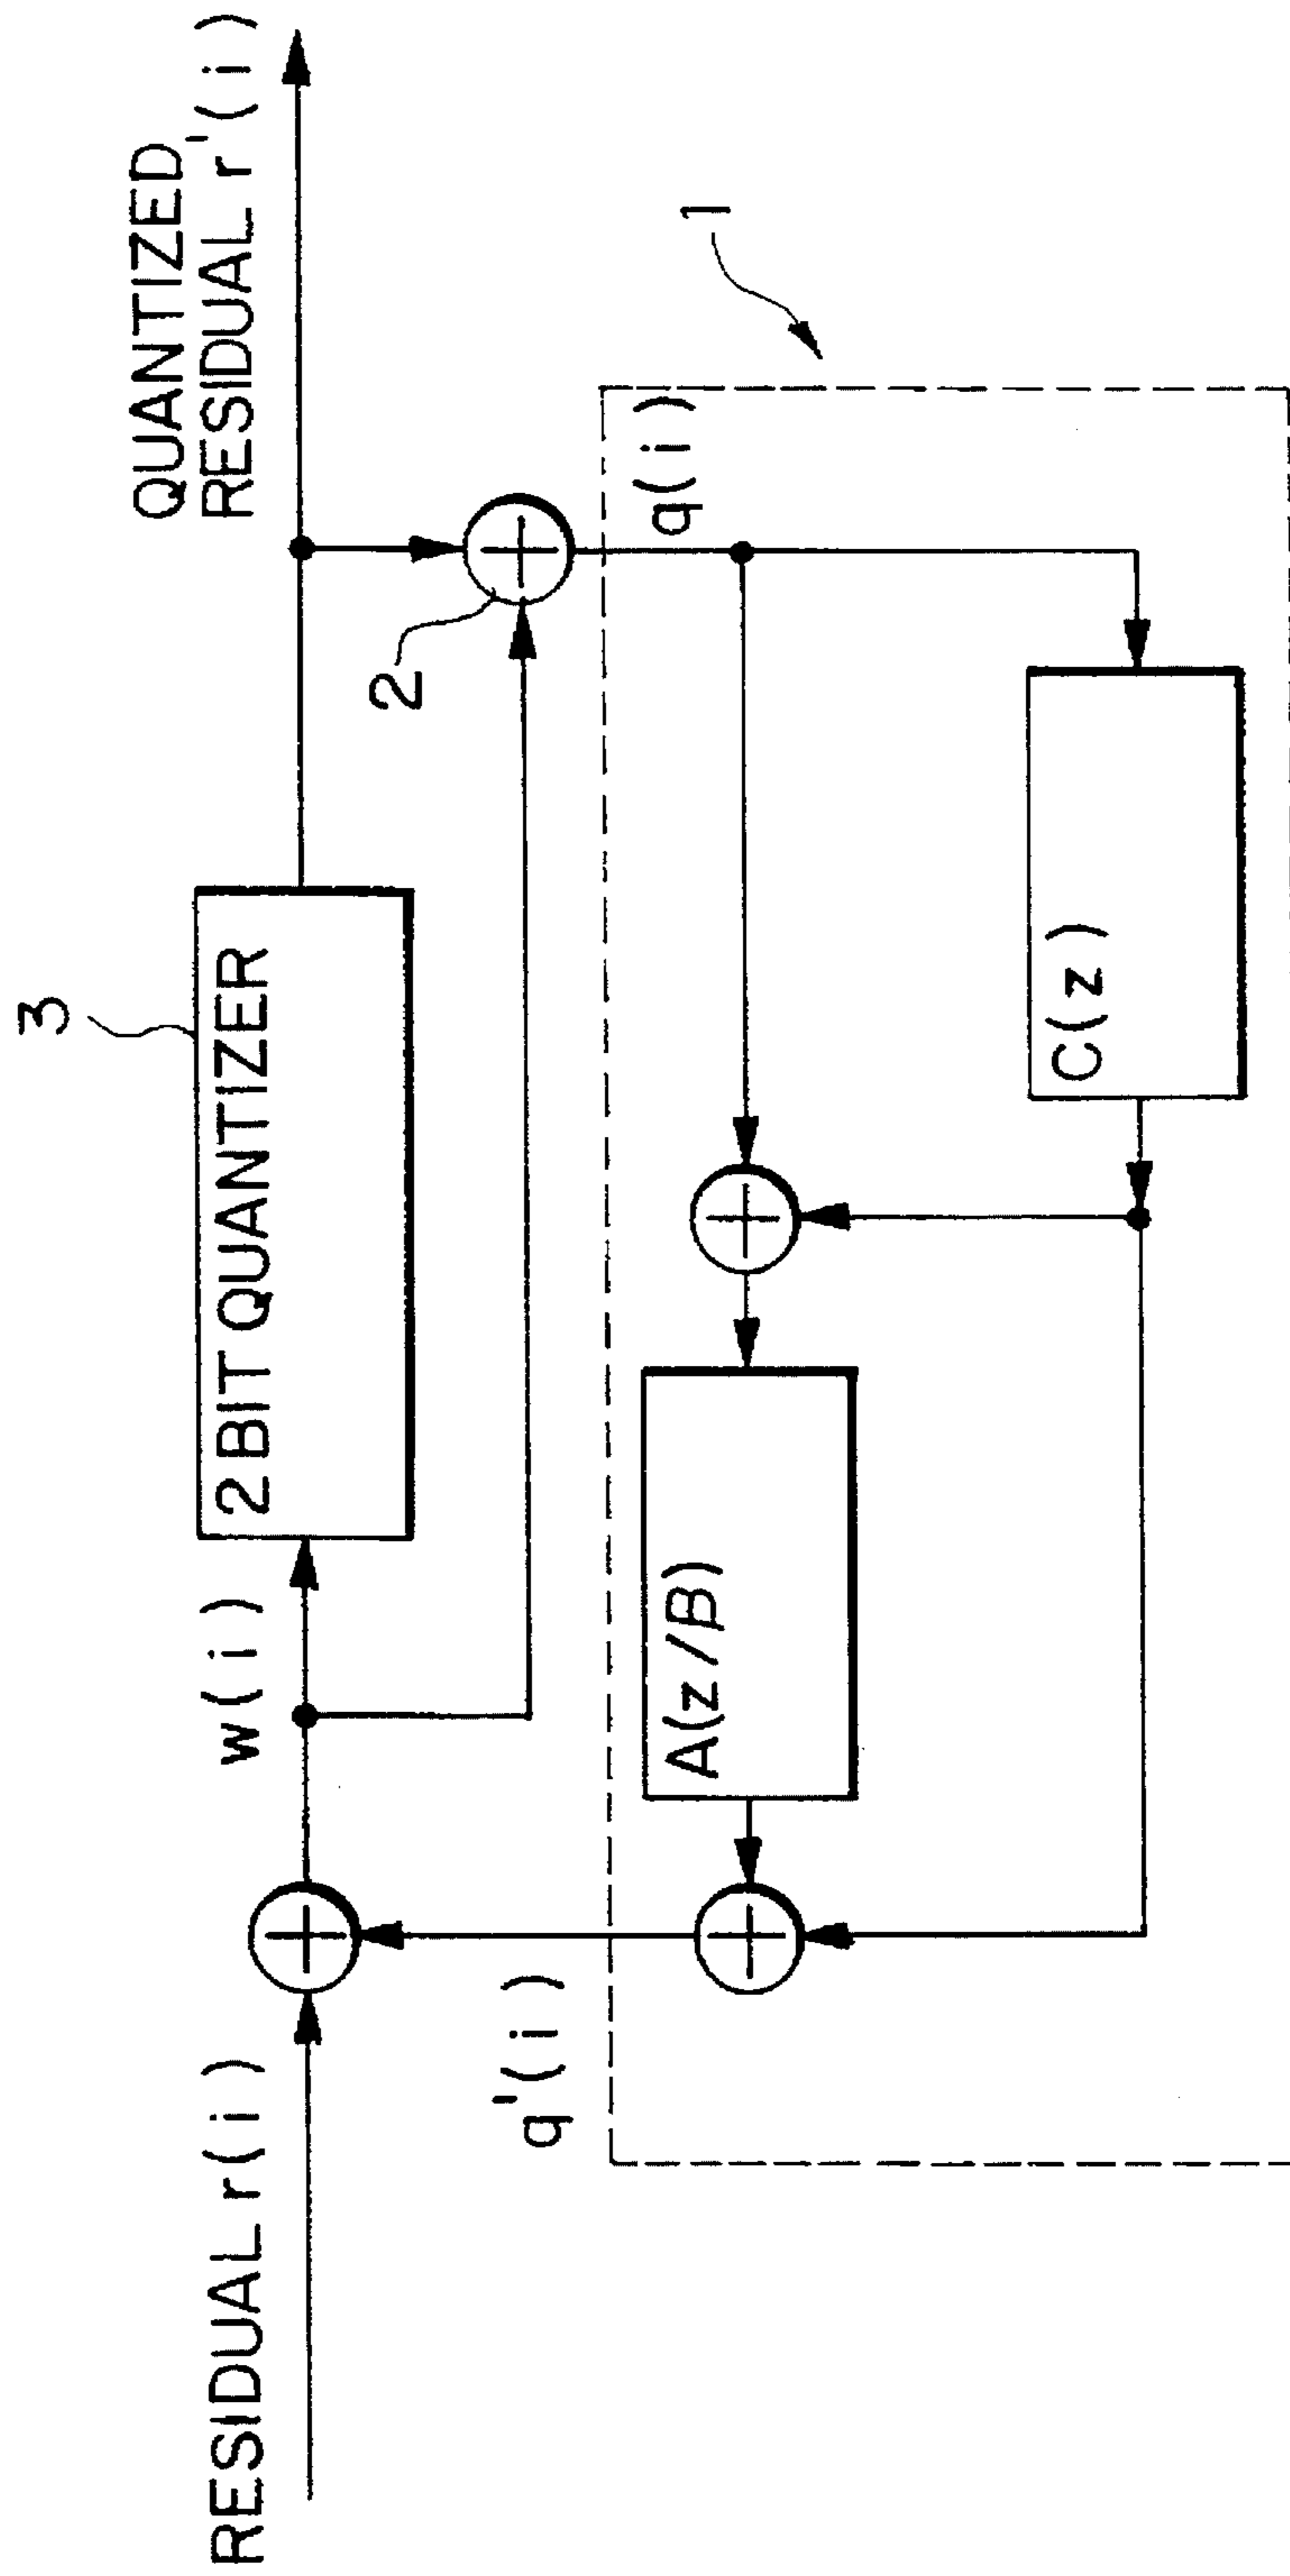 3
QUANTIZED
RESIDUAL r'(i)
w(i)
2 BIT QUANTIZER
RESIDUAL r(i)
2
q'(i)
q(i)
1
A(z/B)
C(z)